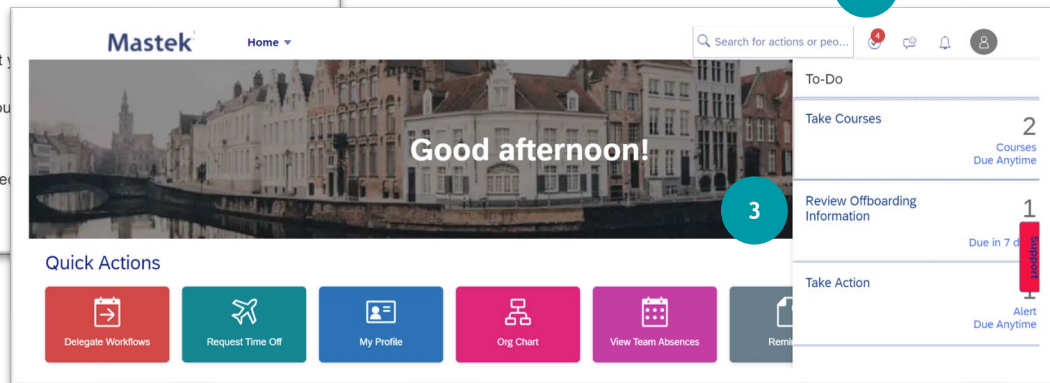 Mastek
Home
Search for actions or peo...
4
To-Do
Take Courses
2
Courses
Due Anytime
Good afternoon!
3
Review Offboarding
Information
1
Due in 7 d
Support
Quick Actions
Take Action
Alert
Due Anytime
Delegate Workflows
Request Time Off
My Profile
Org Chart
View Team Absences